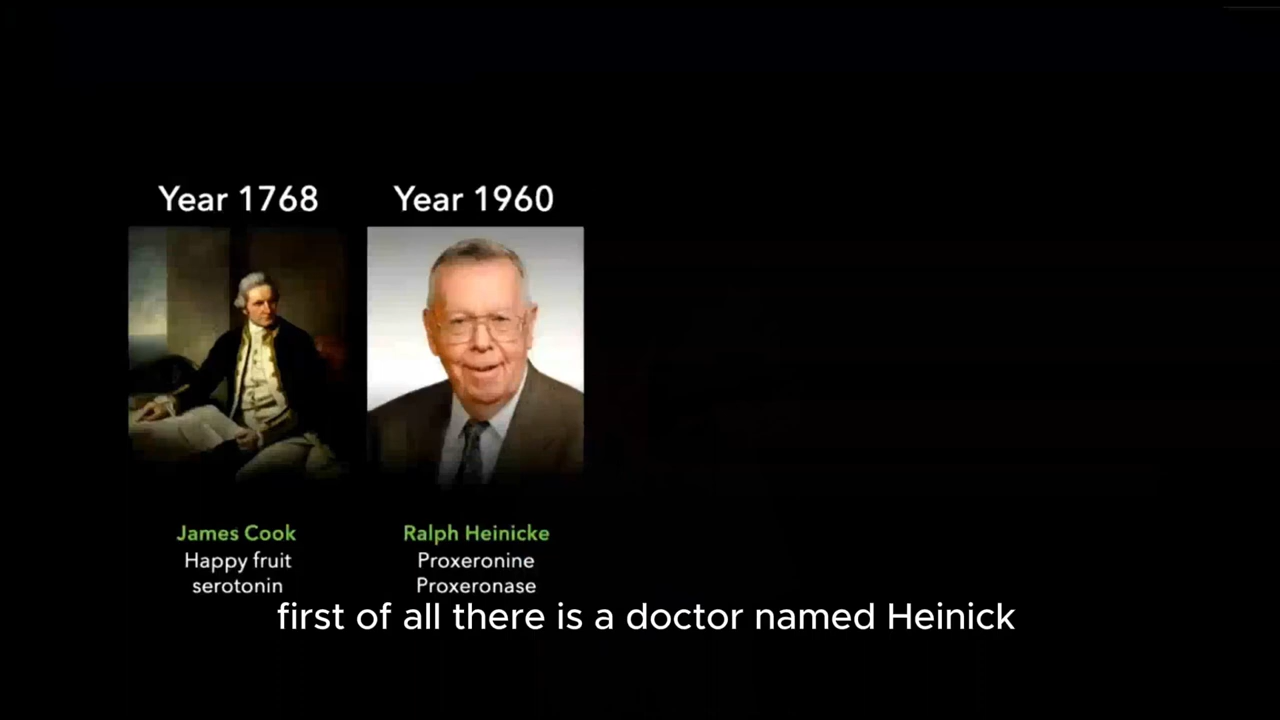 Year 1768
Year 1960
James Cook
Happy fruit
serotonin
Ralph Heinicke
Proxeronine
Proxeronase
first of all there is a doctor named Heinick